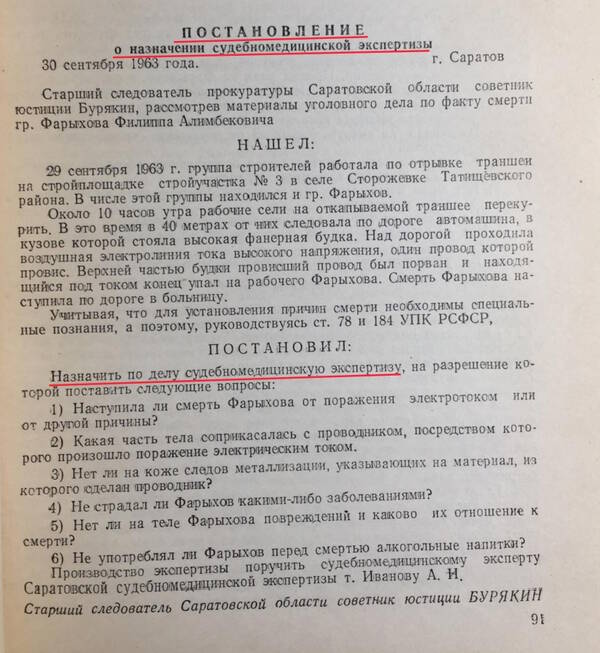 ПОСТАНОВЛЕНИЕ
о назначении судебномедицинской экспертизы
30 сентября 1963 года. г. Саратов
Старший следователь прокуратуры Саратовской области советник
юстиции Бурякин, рассмотрев материалы уголовного дела по факту смерти
гр. Фарыхова Филиппа Алимбековича
НАШЕЛ:
29 сентября 1963 г. группа строителей работала по отрывке траншеи
на стройплощадке стройучастка № 3 в селе Сторожевке Татищевского
района. В числе этой группы находился и гр. Фарыхов.
Около 10 часов утра рабочие сели на откапываемой траншее переку-
рить. В это время в 40 метрах от них следовала по дороге автомашина, в
кузове которой стояла высокая фанерная будка. Над дорогой проходила
воздушная электролиния тока высокого напряжения, один провод которой
провис. Верхней частью будки провисший провод был порван и находя-
щийся под током конец упал на рабочего Фарыхова. Смерть Фарыхова на-
ступила по дороге в больницу.
Учитывая, что для установления причин смерти необходимы специаль-
ные познания, а поэтому, руководствуясь ст. 78 и 184 УПК РСФСР,
ПОСТАНОВИЛ:
Назначить по делу судебномедицинскую экспертизу, на разрешение ко-
торой поставить следующие вопросы:
1) Наступила ли смерть Фарыхова от поражения электротоком или
от другой причины?
2) Какая часть тела соприкасалась с проводником, посредством кото-
рого произошло поражение электрическим током.
3) Нет ли на коже следов металлизации, указывающих на материал, из
которого сделан проводник?
4) Не страдал ли Фарыхов какими-либо заболеваниями?
5) Нет ли на теле Фарыхова повреждений и каково их отношение к
смерти?
6) Не употреблял ли Фарыхов перед смертью алкогольные напитки?
Производство экспертизы поручить судебномедицинскому эксперту
Саратовской судебномедицинской экспертизы т. Иванову А. Н.
Старший следователь Саратовской области советник юстиции БУРЯКИН
91